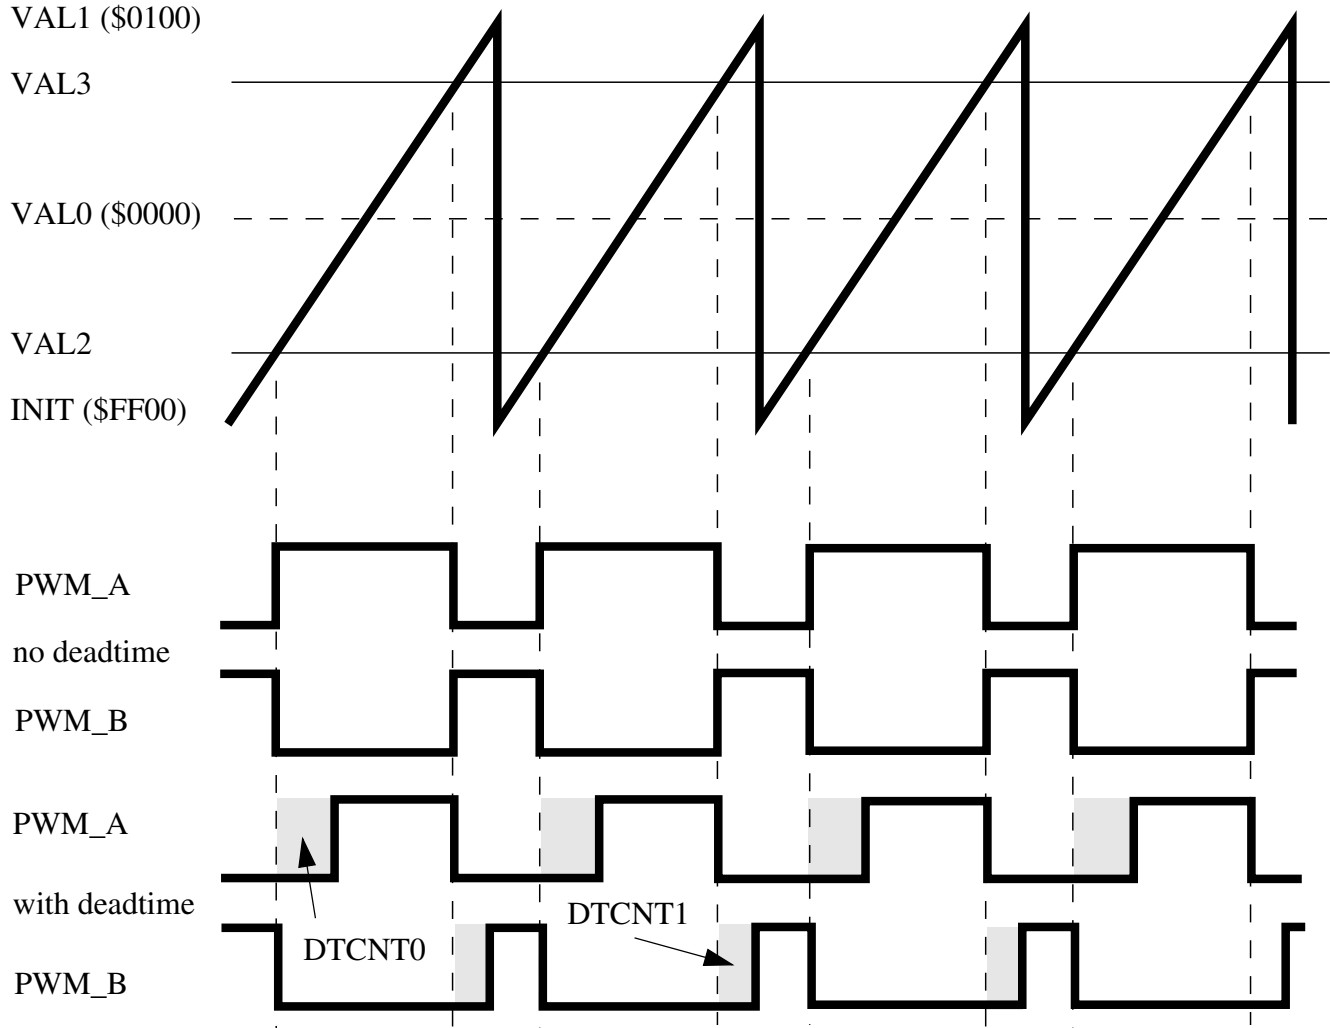 VAL1 ($0100)
VAL3
VAL0 ($0000)
VAL2
INIT ($FF00)
PWM_A
no deadtime
PWM_B
PWM_A
with deadtime
DTCNT1
DTCNT0
PWM_B